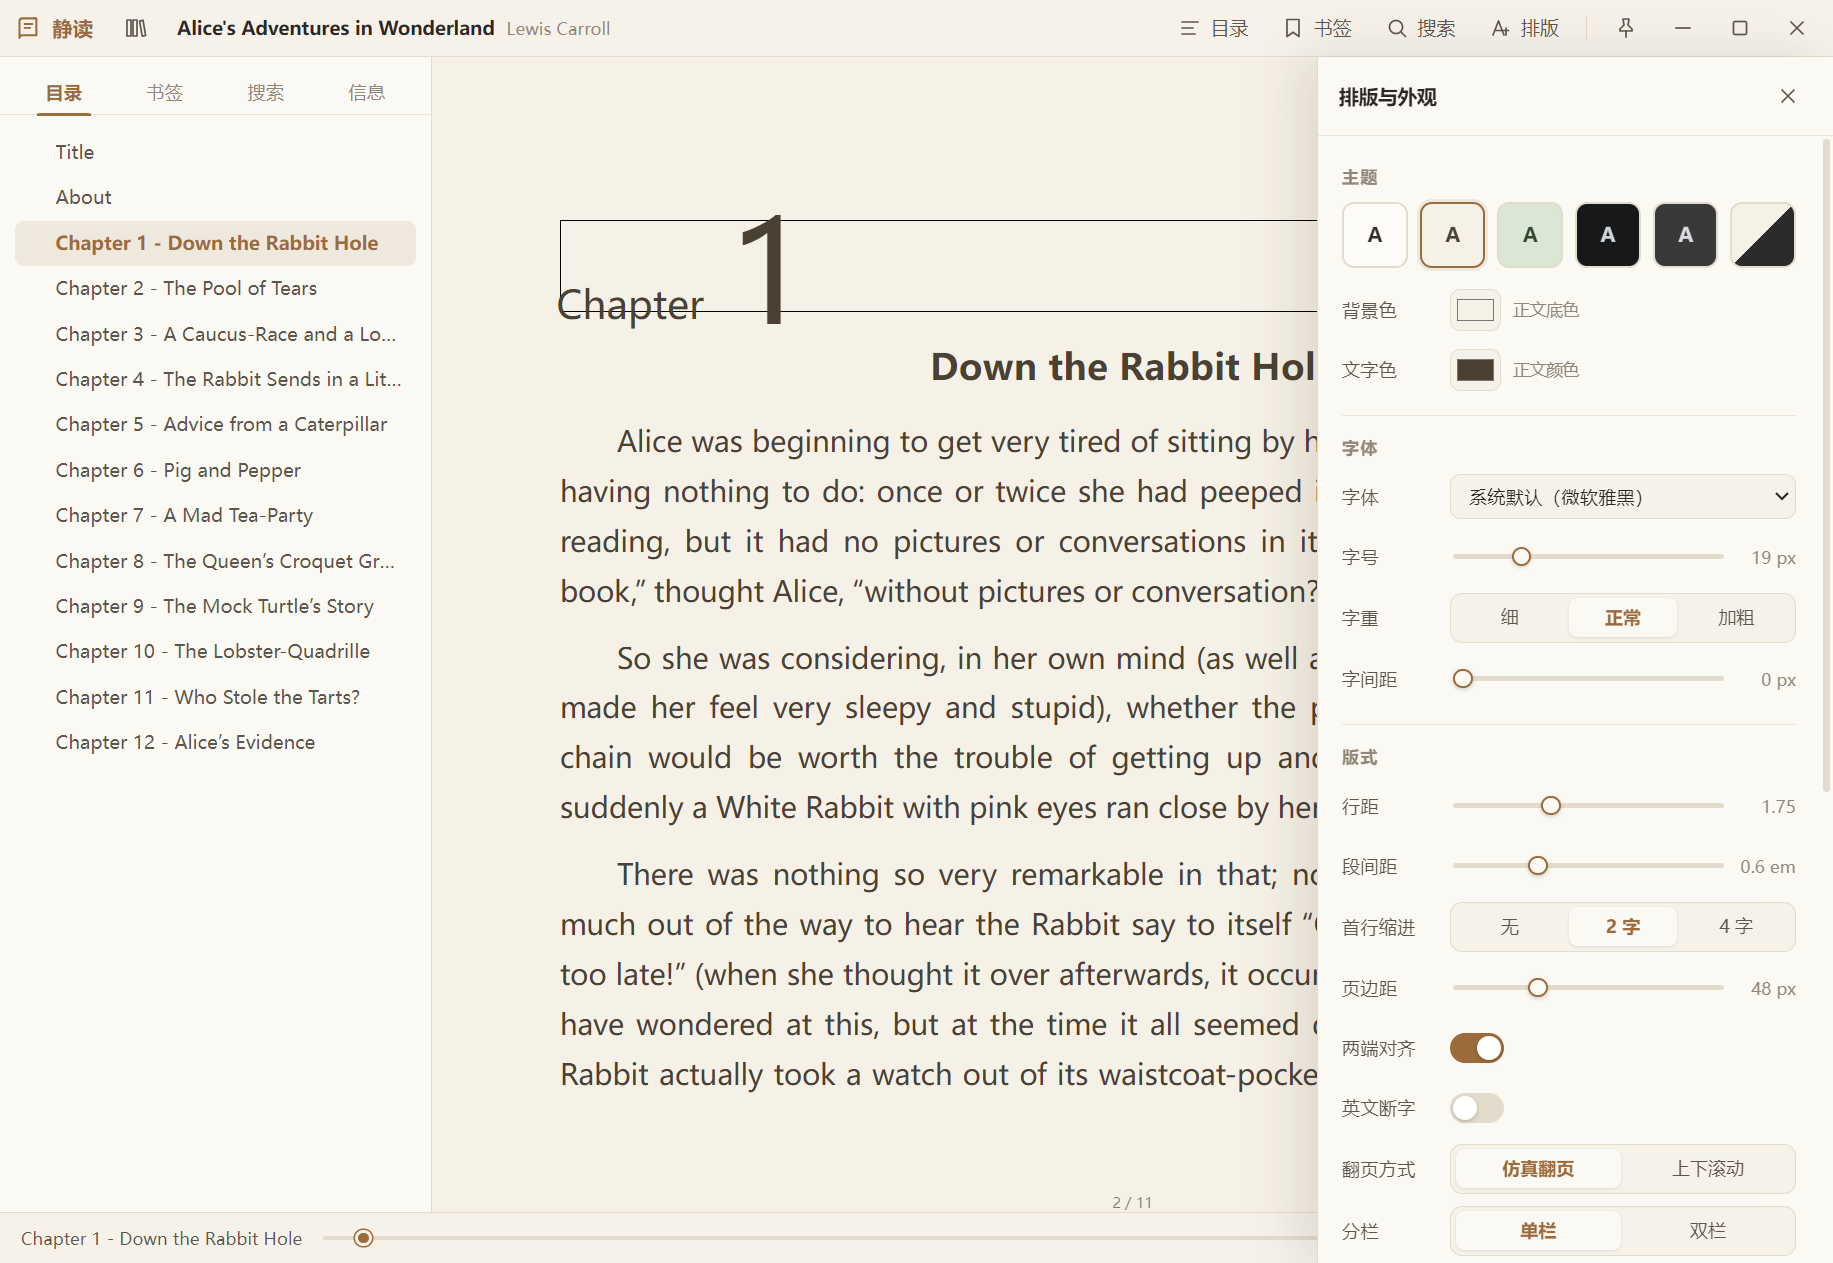 静读
Alice's Adventures in Wonderland Lewis Carroll
目录 书签 搜索 排版
目录 书签 搜索 信息
Title
About
Chapter 1 - Down the Rabbit Hole
Chapter 2 - The Pool of Tears
Chapter 3 - A Caucus-Race and a Lo...
Chapter 4 - The Rabbit Sends in a Lit...
Chapter 5 - Advice from a Caterpillar
Chapter 6 - Pig and Pepper
Chapter 7 - A Mad Tea-Party
Chapter 8 - The Queen’s Croquet Gr...
Chapter 9 - The Mock Turtle’s Story
Chapter 10 - The Lobster-Quadrille
Chapter 11 - Who Stole the Tarts?
Chapter 12 - Alice’s Evidence
Chapter 1
Down the Rabbit Hol
Alice was beginning to get very tired of sitting by h
having nothing to do: once or twice she had peeped i
reading, but it had no pictures or conversations in it
book,” thought Alice, “without pictures or conversation?
So she was considering, in her own mind (as well a
made her feel very sleepy and stupid), whether the p
chain would be worth the trouble of getting up and
suddenly a White Rabbit with pink eyes ran close by her
There was nothing so very remarkable in that; no
much out of the way to hear the Rabbit say to itself “
too late!” (when she thought it over afterwards, it occur
have wondered at this, but at the time it all seemed
Rabbit actually took a watch out of its waistcoat-pocke
2 / 11
Chapter 1 - Down the Rabbit Hole
排版与外观
主题
A A A A A
背景色 正文底色
文字色 正文颜色
字体
字体 系统默认（微软雅黑）
字号 19 px
字重 细 正常 加粗
字间距 0 px
版式
行距 1.75
段间距 0.6 em
首行缩进 无 2 字 4 字
页边距 48 px
两端对齐
英文断字
翻页方式 仿真翻页 上下滚动
分栏 单栏 双栏